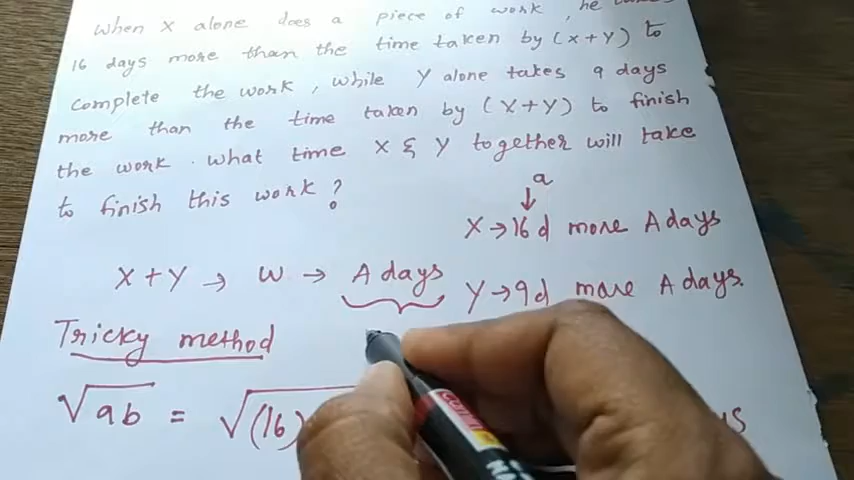 When X alone does a piece of work, he
16 days more than the time taken by (X+Y) to
complete the work, while Y alone takes 9 days
more than the time taken by (X+Y) to finish
the work. what time X & Y together will take
to finish this work?
a
X → 16 d more A days
X + Y → W → A days
Y → 9d more A days.
Tricky method
√ab = √(16)